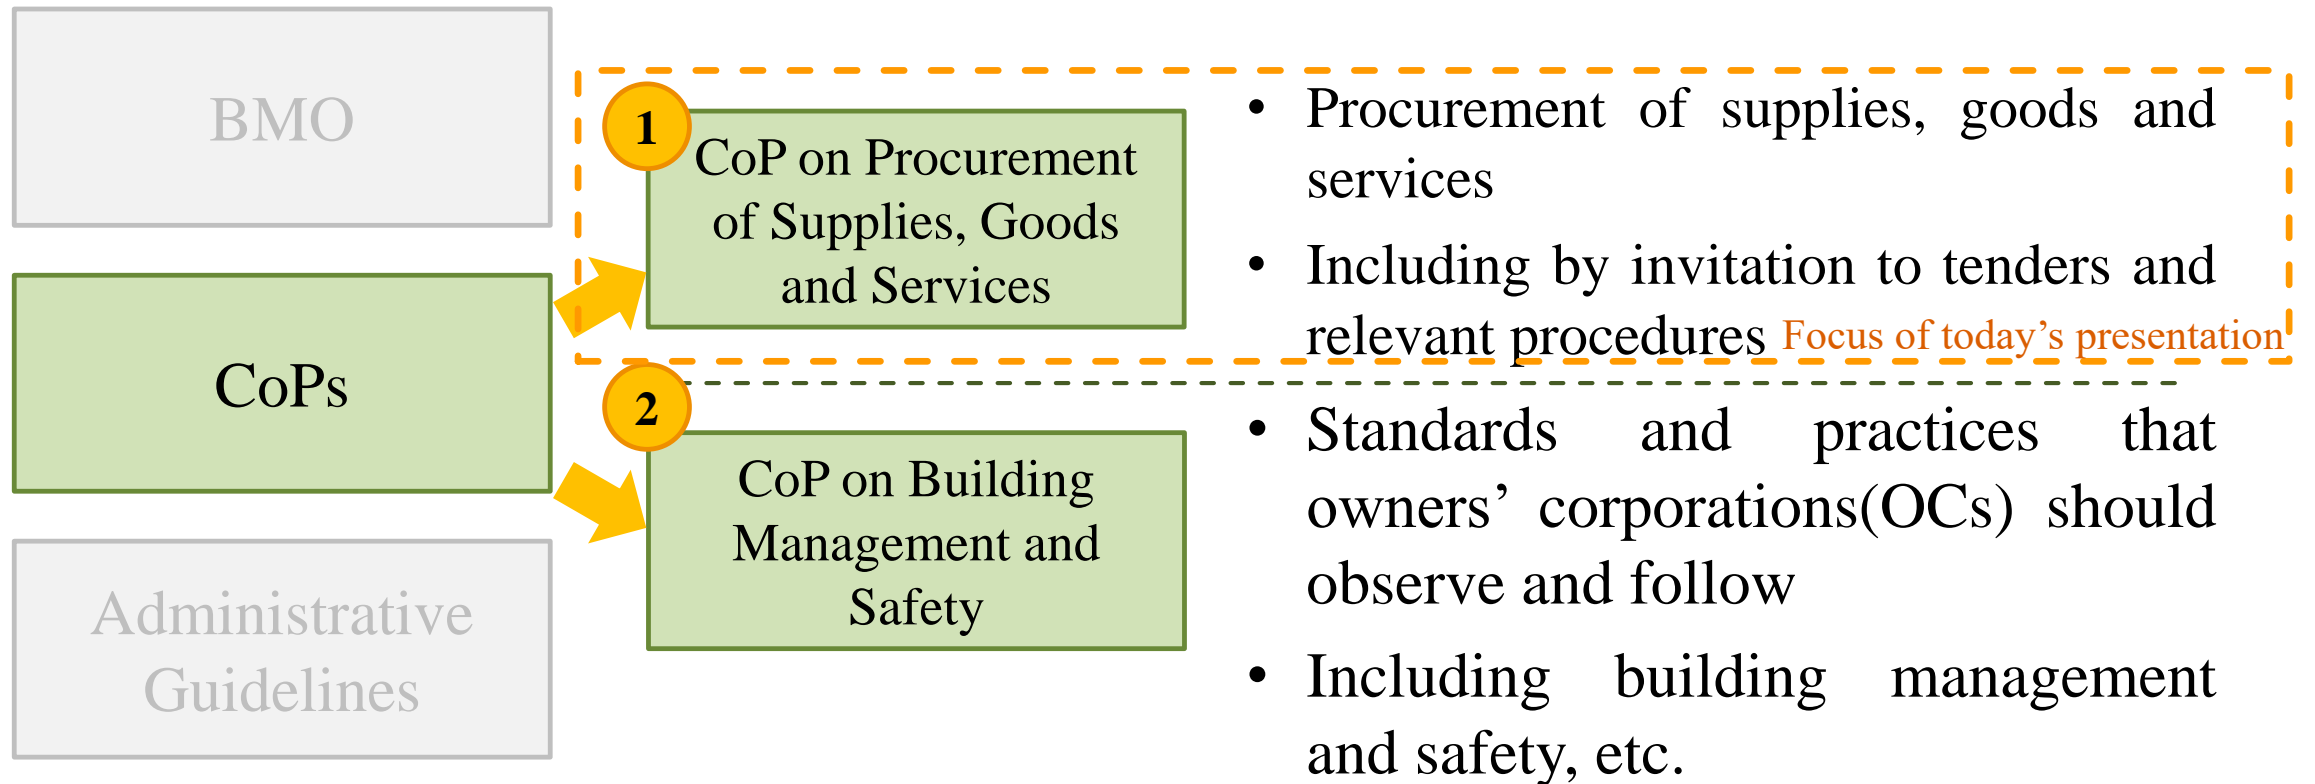 BMO
CoPs
Administrative
Guidelines
1
CoP on Procurement
of Supplies, Goods
and Services
• Procurement of supplies, goods and
services
• Including by invitation to tenders and
relevant procedures Focus of today’s presentation
2
CoP on Building
Management and
Safety
• Standards and practices that
owners’ corporations(OCs) should
observe and follow
• Including building management
and safety, etc.